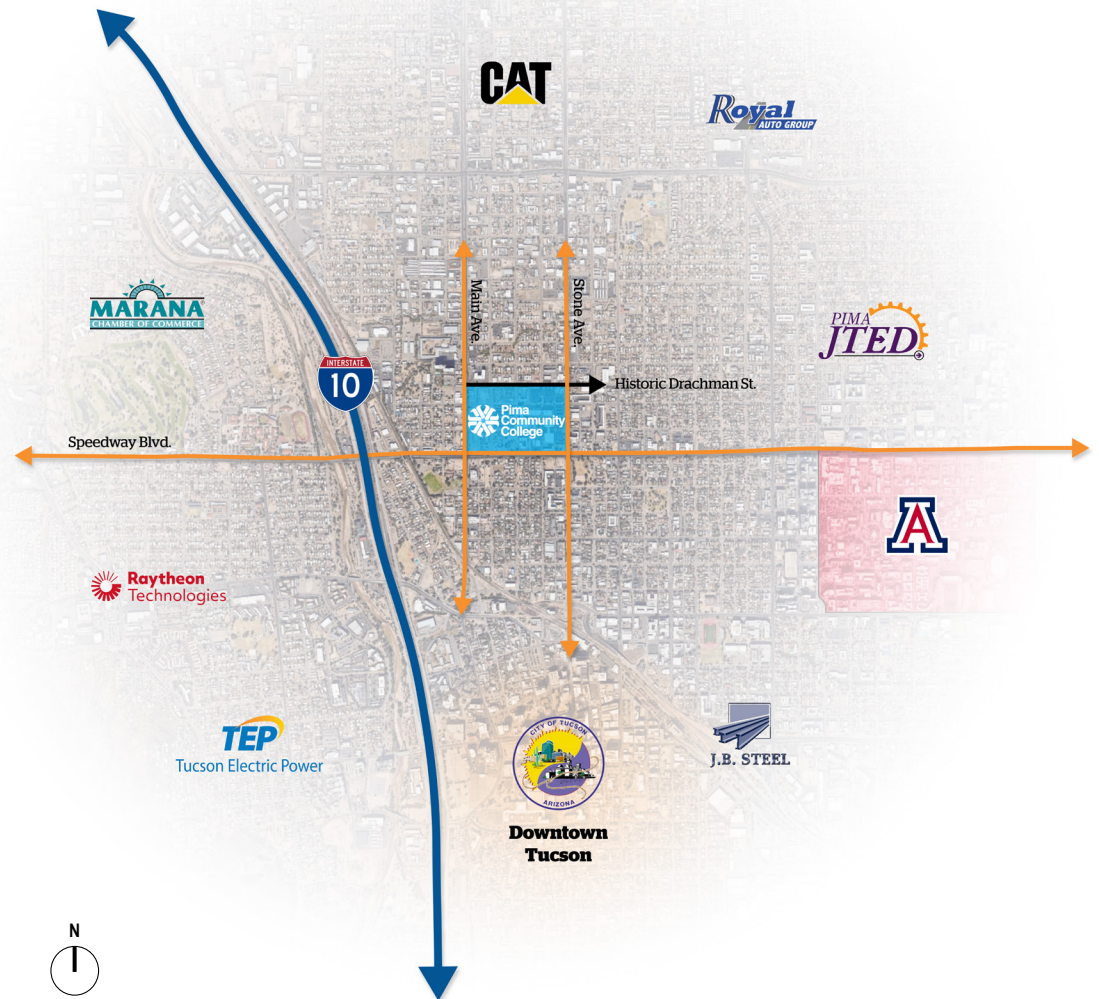 CAT
Royal
AUTO GROUP
Main Ave.
Stone Ave.
MARANA
CHAMBER OF COMMERCE
PIMA
JTED
INTERSTATE
10
Historic Drachman St.
Pima
Community
College
Speedway Blvd.
A
Raytheon
Technologies
TEP
Tucson Electric Power
CITY OF TUCSON
ARIZONA
J.B. STEEL
Downtown
Tucson
N